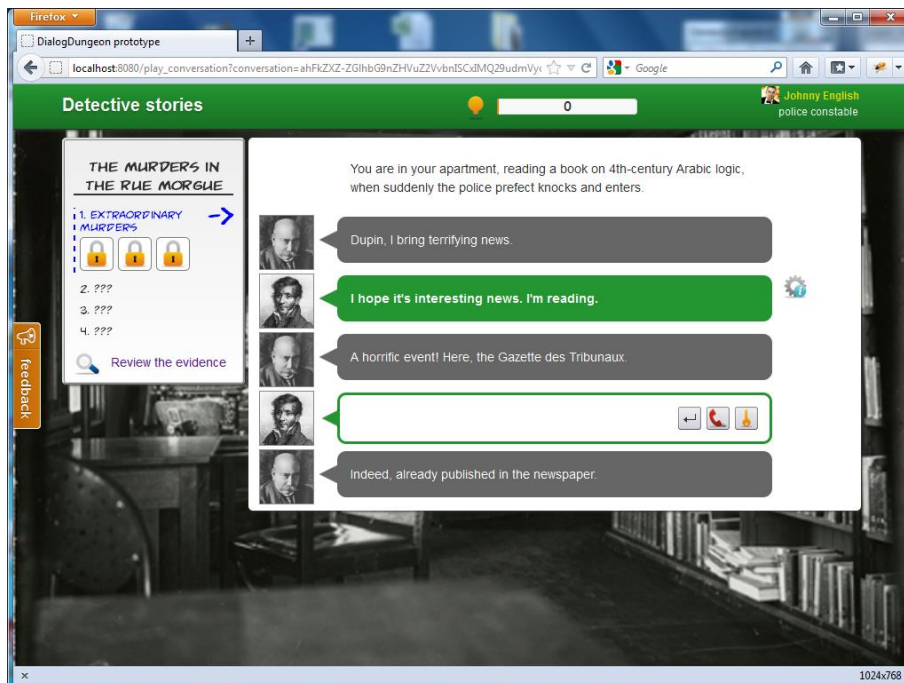 Firefox
DialogDungeon prototype
localhost:8080/play_conversation?conversation=ahFkZXZ-ZGlhbG9nZHVuZ2VvbnISCxIMQ29udmVy
Google
Detective stories
0
Johnny English
police constable
THE MURDERS IN
THE RUE MORGUE
1. EXTRAORDINARY
MURDERS
2. ???
3. ???
4. ???
Review the evidence
feedback
You are in your apartment, reading a book on 4th-century Arabic logic,
when suddenly the police prefect knocks and enters.
Dupin, I bring terrifying news.
I hope it's interesting news. I'm reading.
A horrific event! Here, the Gazette des Tribunaux.
Indeed, already published in the newspaper.
1024x768